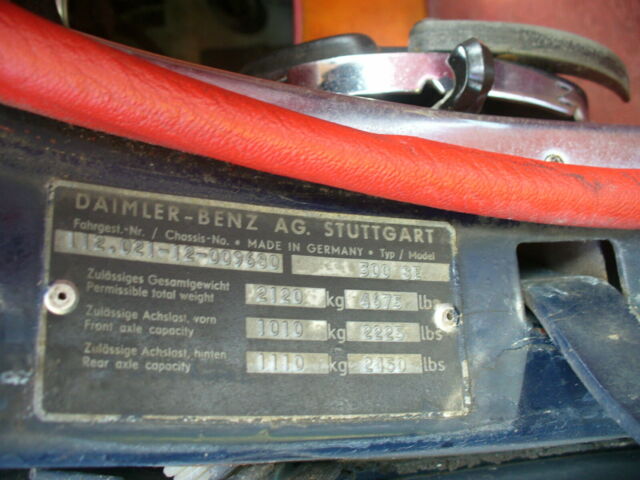 DAIMLER-BENZ AG. STUTTGART
Fahrgest.-Nr. / Chassis-No. • MADE IN GERMANY • Typ / Model
112.021-12-009680 300 SE
Zulässiges Gesamtgewicht
Permissible total weight 2120 kg 4675 lbs
Zulässige Achslast, vorn
Front axle capacity 1010 kg 2225 lbs
Zulässige Achslast, hinten
Rear axle capacity 1110 kg 2450 lbs